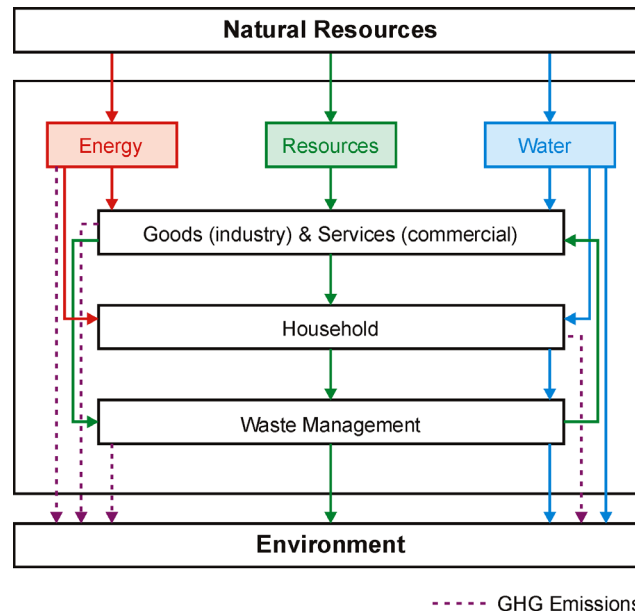 Natural Resources
Energy
Resources
Water
Goods (industry) & Services (commercial)
Household
Waste Management
Environment
GHG Emissions